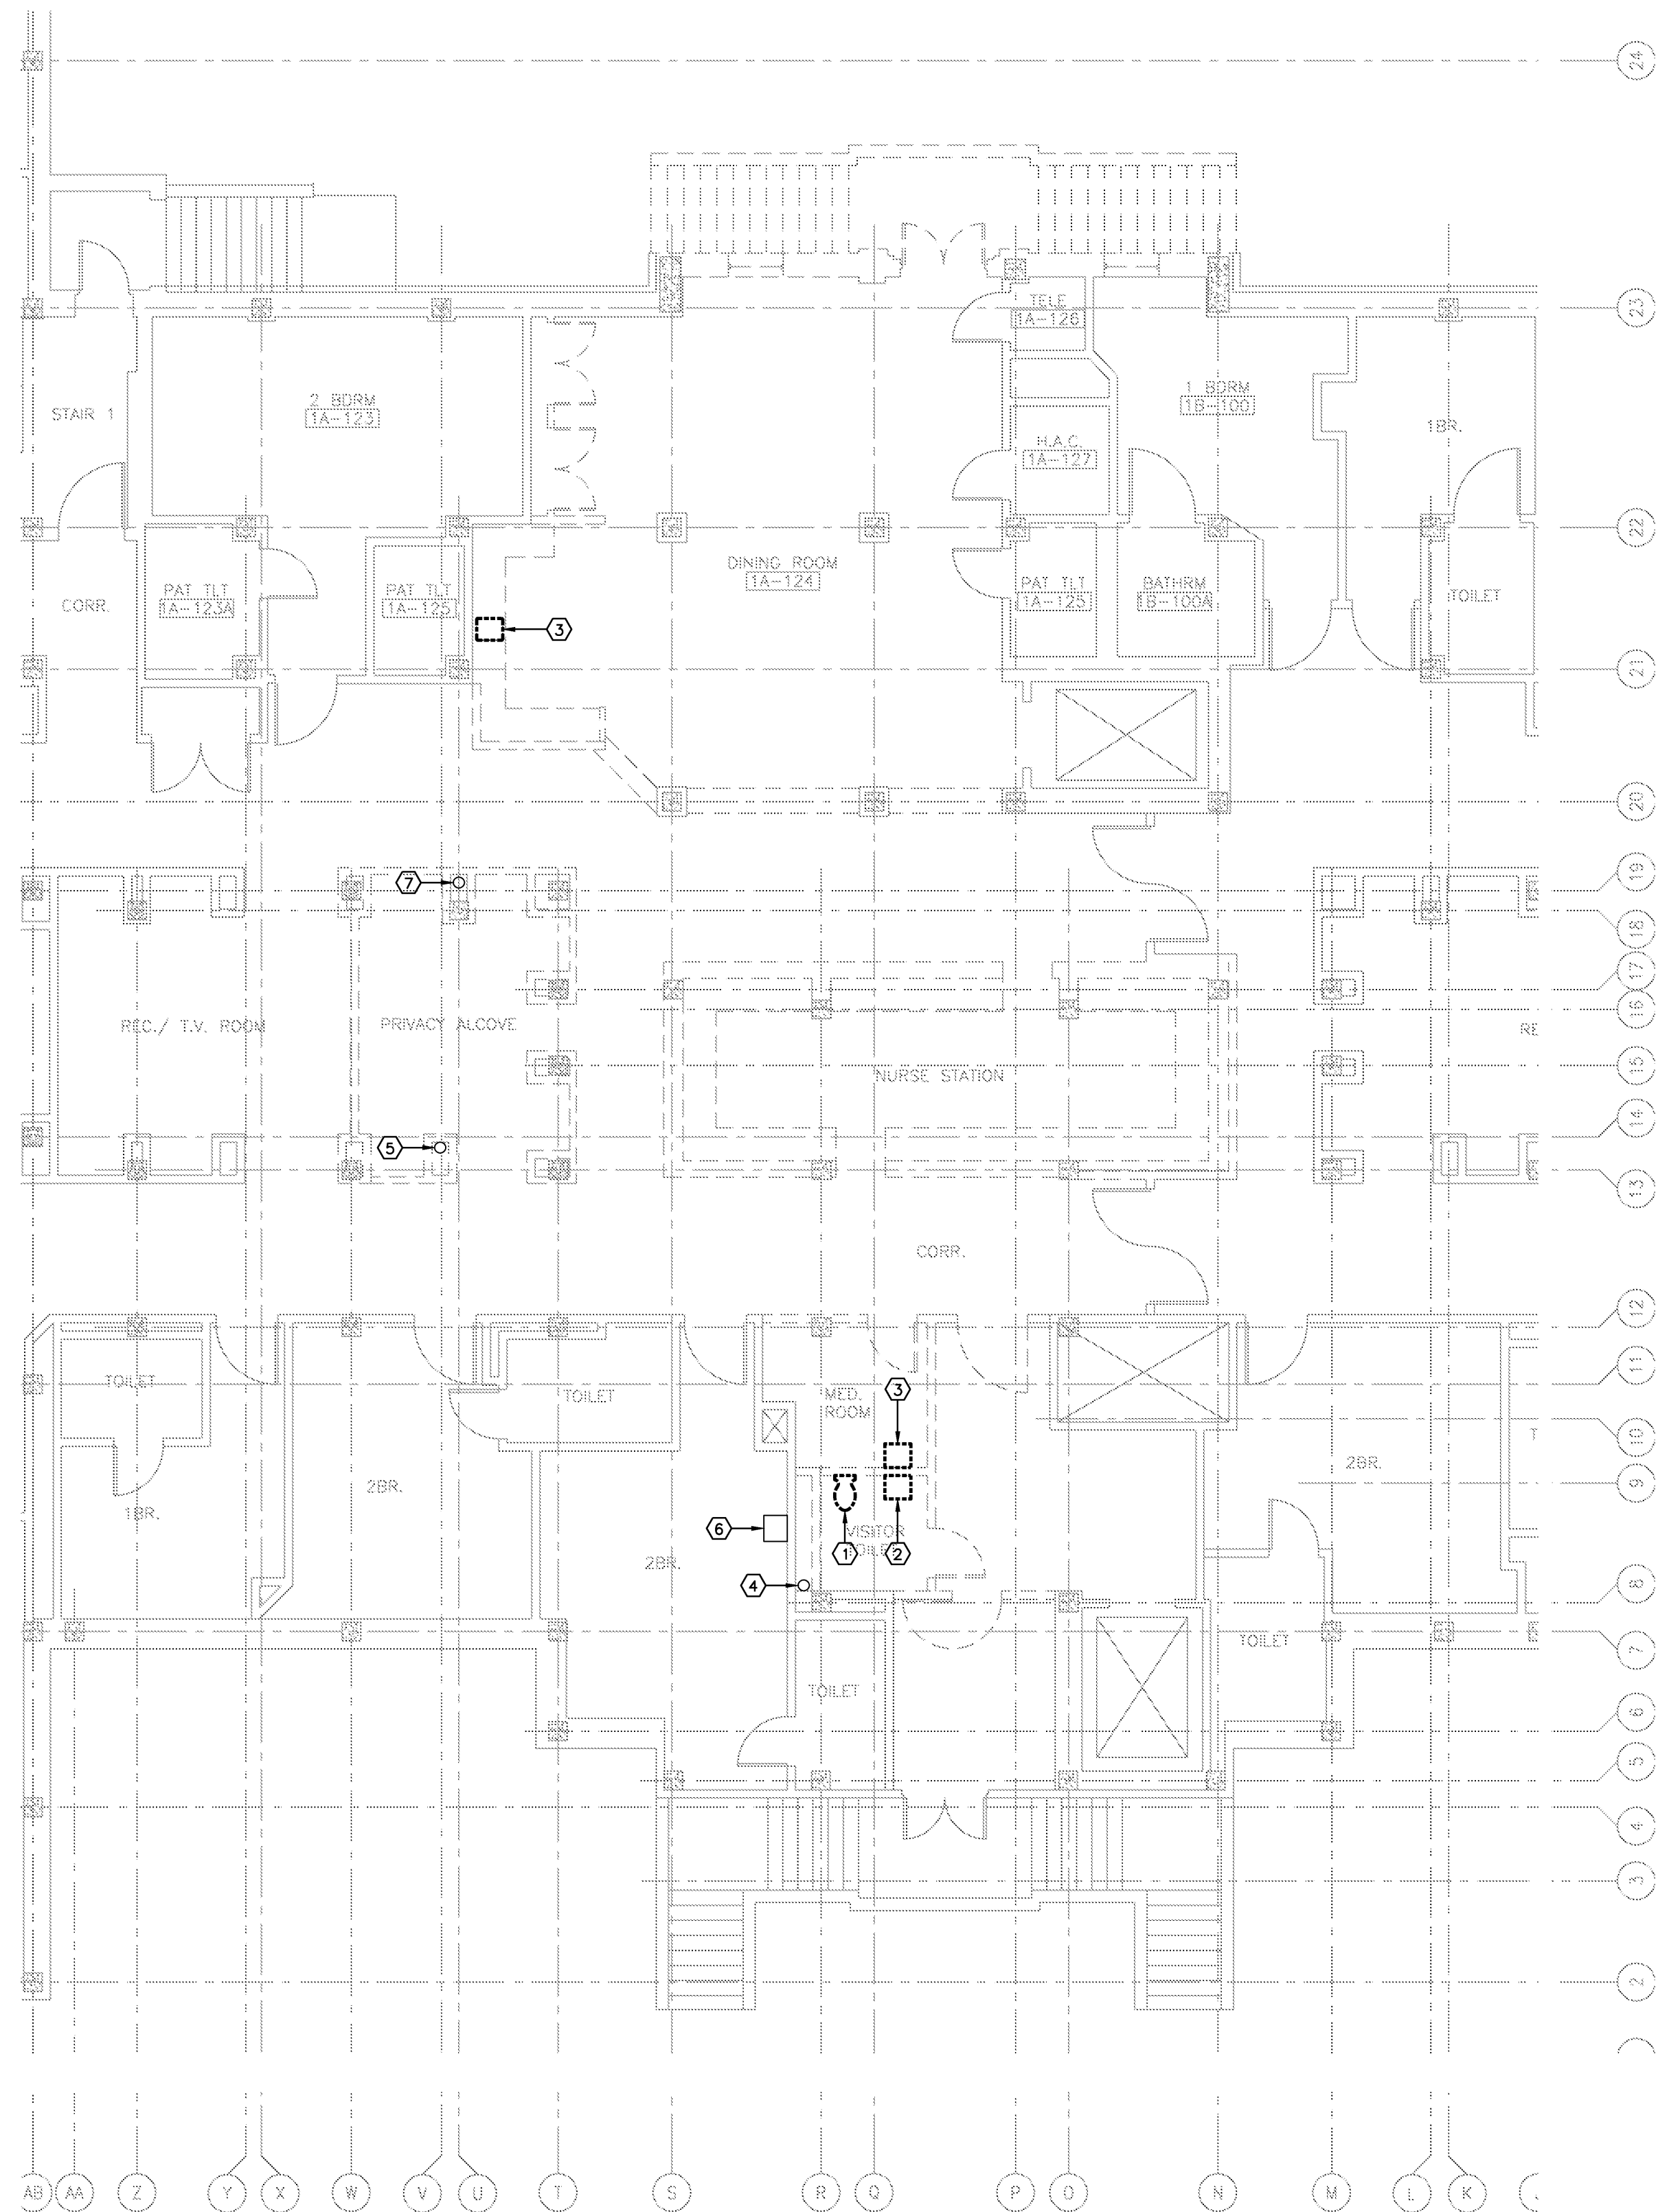 24
TELE
1A-126
23
2 BDRM
1A-123
STAIR 1
1 BDRM
1B-100
1BR.
H.A.C.
1A-127
22
DINING ROOM
1A-124
PAT TLT
1A-123A
PAT TLT
1A-125
PAT TLT
1A-125
BATHRM
1B-100A
TOILET
CORR.
3
21
20
19
7
18
17
16
REC./ T.V. ROOM
PRIVACY ALCOVE
RE
15
NURSE STATION
14
5
13
CORR.
12
11
TOILET
TOILET
3
MED.
ROOM
10
T
2BR.
9
2BR.
1BR.
6
VISITOR
TOILET
1
2
2BR.
4
8
TOILET
7
TOILET
6
5
4
3
2
AB
AA
Z
Y
X
W
V
U
T
S
R
Q
P
O
N
M
L
K